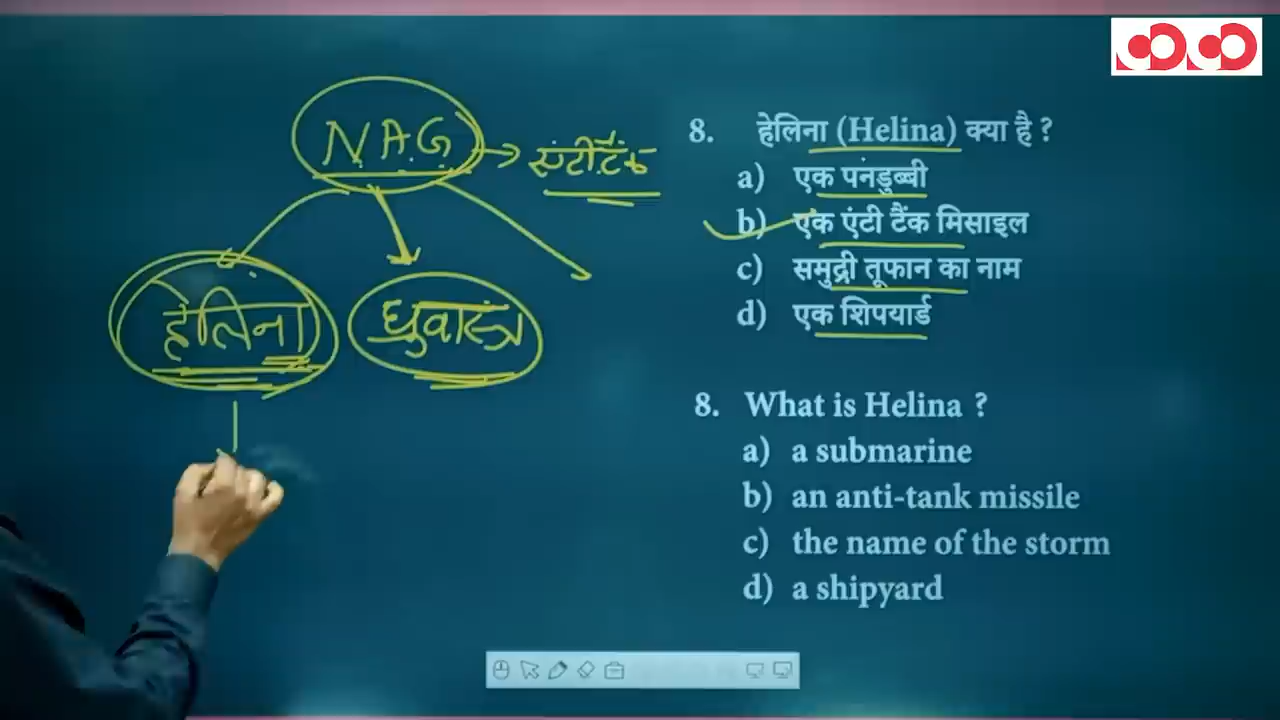 NAG
एंटीटैंक
हेलिना
ध्रुवास्त्र
8. हेलिना (Helina) क्या है ?
a) एक पनडुब्बी
b) एक एंटी टैंक मिसाइल
c) समुद्री तूफान का नाम
d) एक शिपयार्ड
8. What is Helina ?
a) a submarine
b) an anti-tank missile
c) the name of the storm
d) a shipyard